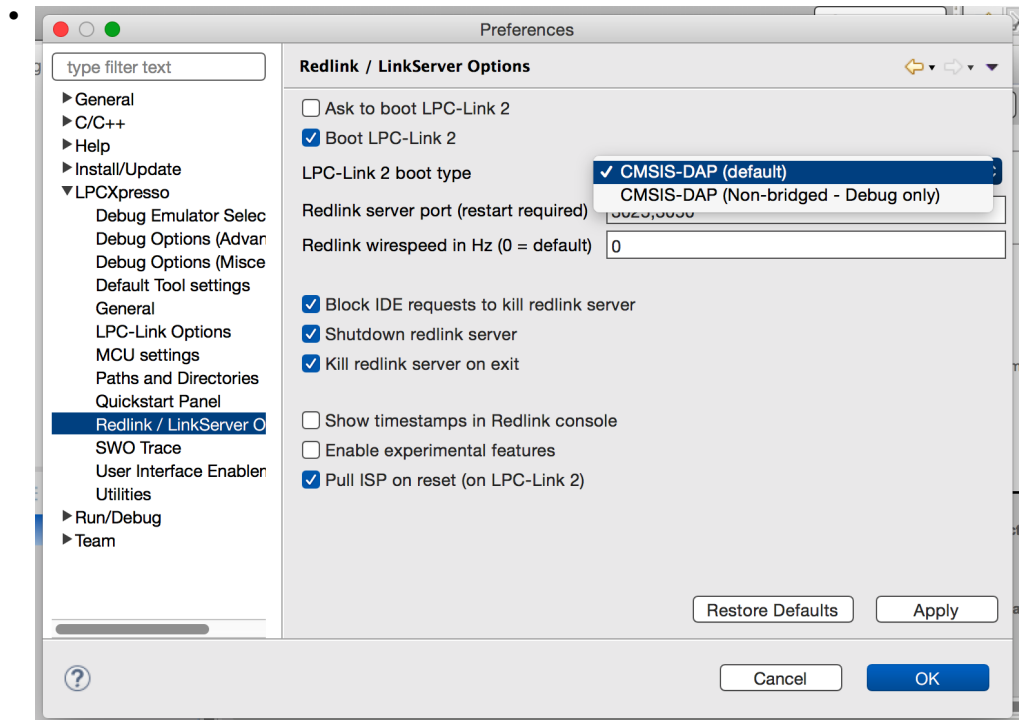 Preferences
type filter text
General
C/C++
Help
Install/Update
LPCXpresso
Debug Emulator Selec
Debug Options (Advar
Debug Options (Misce
Default Tool settings
General
LPC-Link Options
MCU settings
Paths and Directories
Quickstart Panel
Redlink / LinkServer O
SWO Trace
User Interface Enabler
Utilities
Run/Debug
Team
Redlink / LinkServer Options
Ask to boot LPC-Link 2
Boot LPC-Link 2
LPC-Link 2 boot type
✓ CMSIS-DAP (default)
CMSIS-DAP (Non-bridged - Debug only)
Redlink server port (restart required)
Redlink wirespeed in Hz (0 = default) 0
Block IDE requests to kill redlink server
Shutdown redlink server
Kill redlink server on exit
Show timestamps in Redlink console
Enable experimental features
Pull ISP on reset (on LPC-Link 2)
Restore Defaults Apply
? Cancel OK